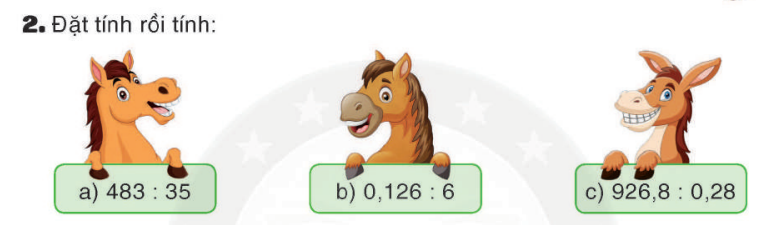 2. Đặt tính rồi tính:
a) 483 : 35
b) 0,126 : 6
c) 926,8 : 0,28